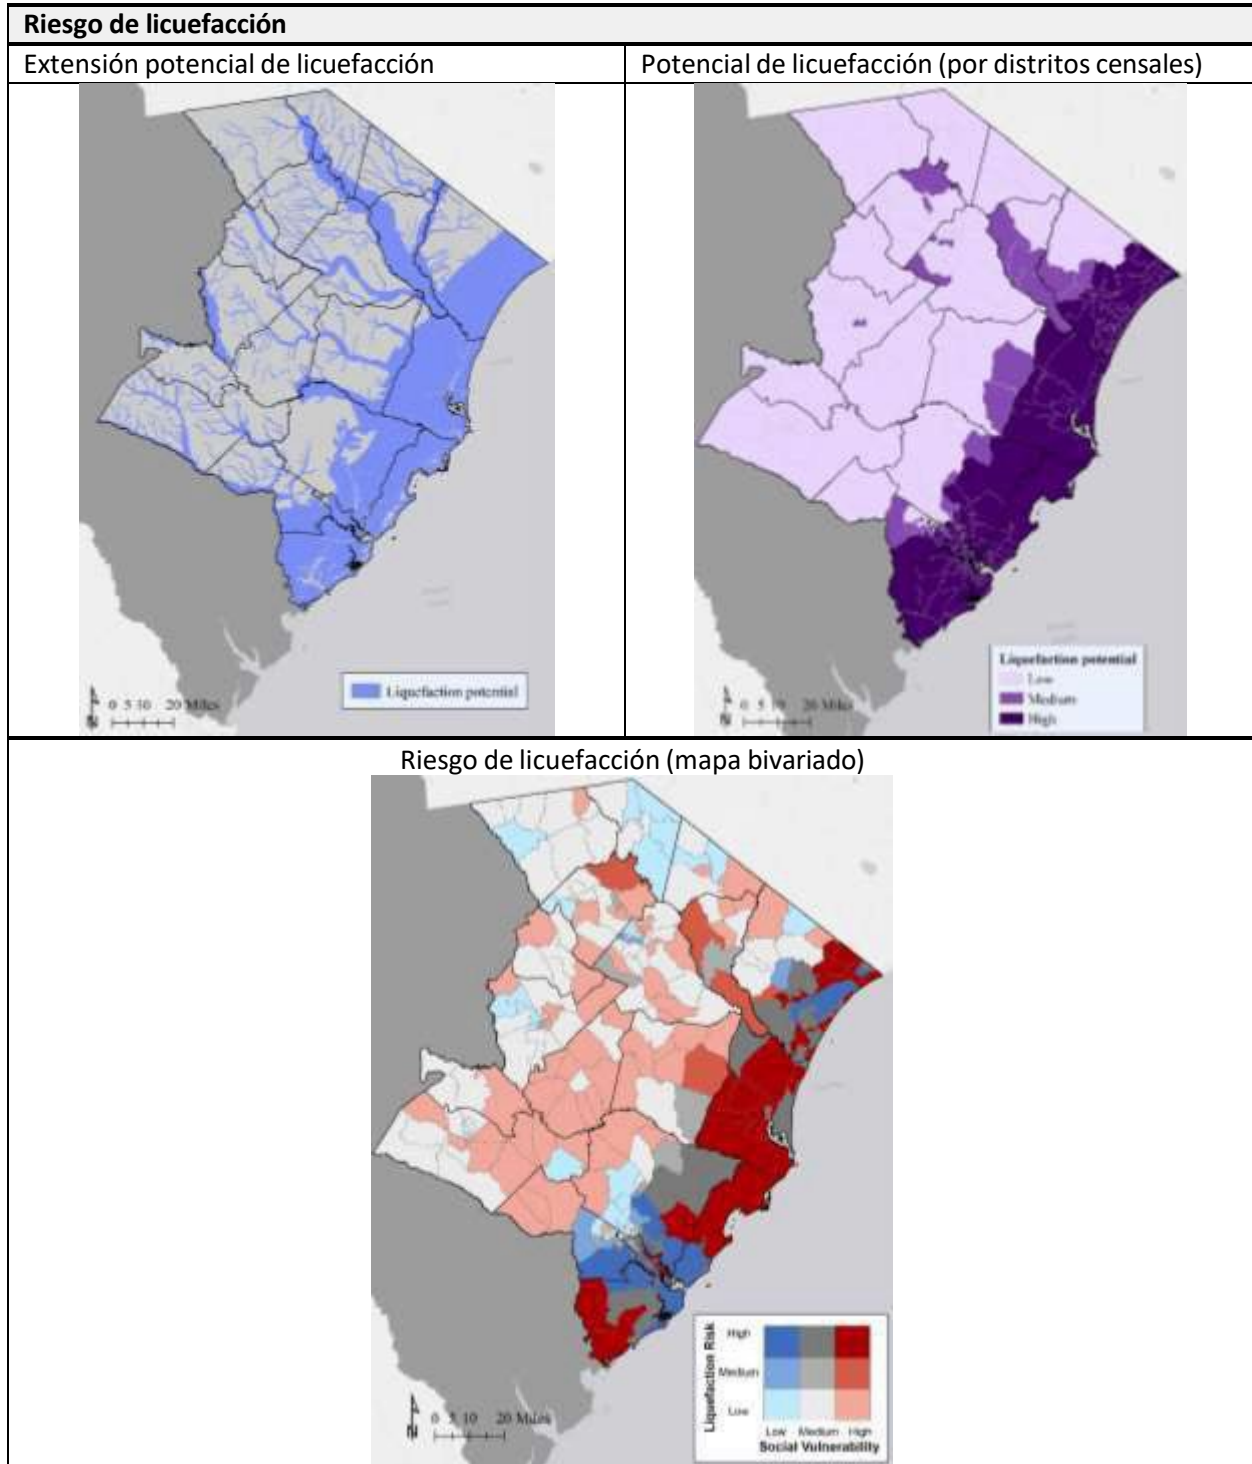 Riesgo de licuefacción
Extensión potencial de licuefacción
Potencial de licuefacción (por distritos censales)
Liquefaction potential
0 5 10 20 Miles
N
Liquefaction potential
Low
Medium
High
0 5 10 20 Miles
N
Riesgo de licuefacción (mapa bivariado)
Liquefaction Risk
High
Medium
Low
Low Medium High
Social Vulnerability
0 5 10 20 Miles
N